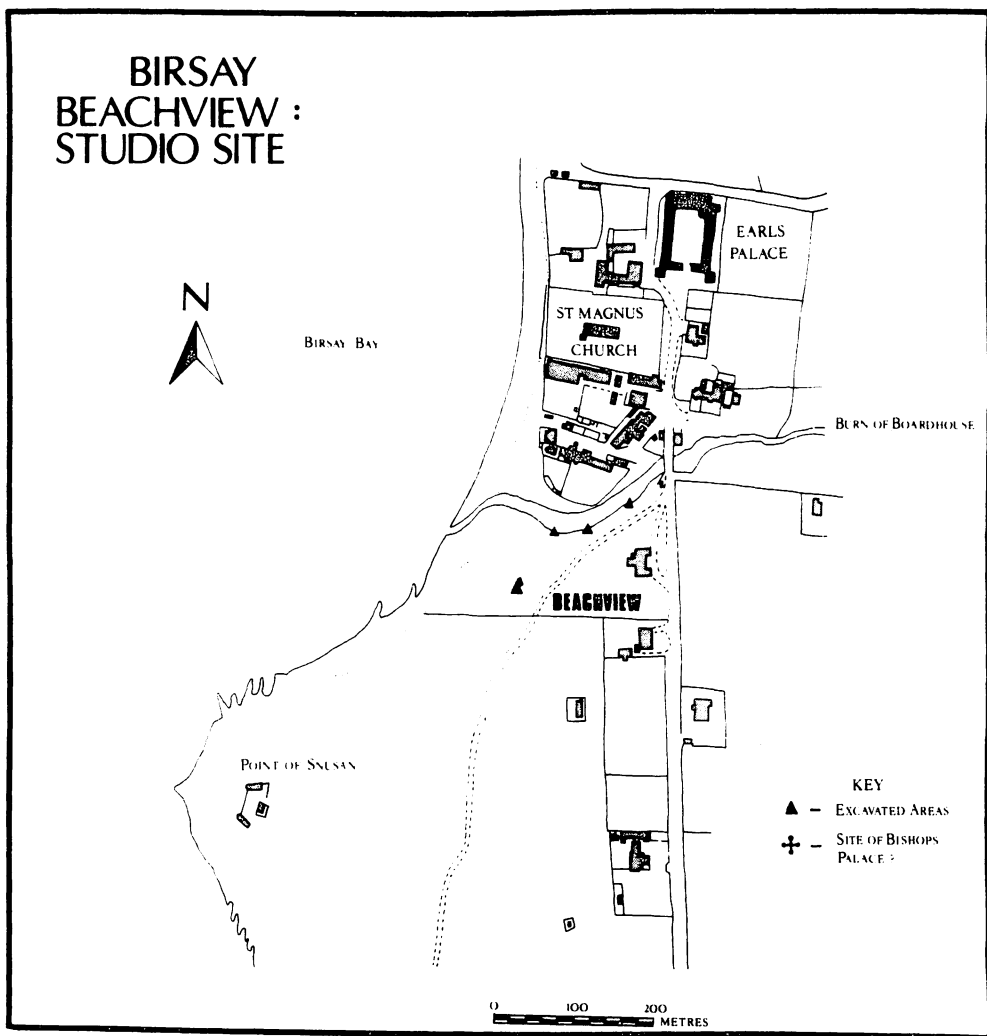 BIRSAY
BEACHVIEW :
STUDIO SITE
N
BIRSAY BAY
EARLS
PALACE
ST MAGNUS
CHURCH
BURN OF BOARDHOUSE
BEACHVIEW
POINT OF SNUSAN
KEY
EXCAVATED AREAS
SITE OF BISHOPS
PALACE ?
0 100 200
METRES